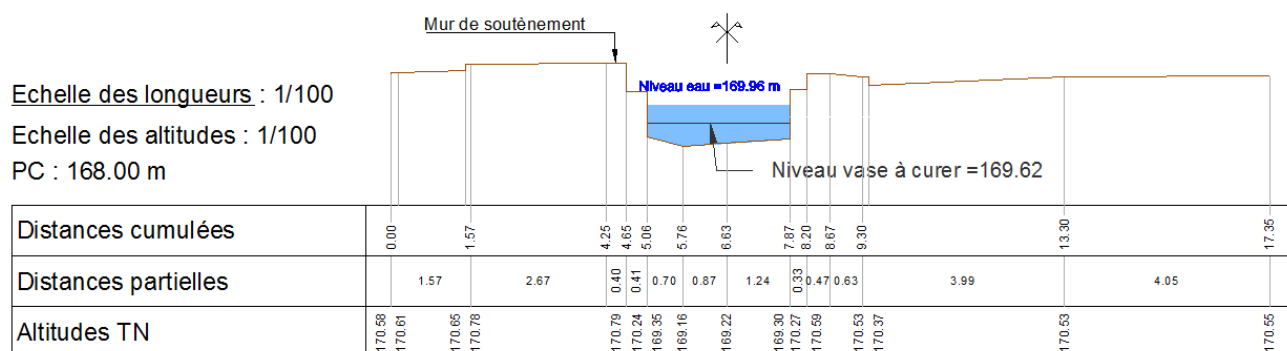 Mur de soutènement
Niveau eau =169.96 m
Echelle des longueurs : 1/100
Echelle des altitudes : 1/100
PC : 168.00 m
Niveau vase à curer =169.62
Distances cumulées 0.00 1.57 4.25 4.65 5.06 5.76 6.63 7.87 8.20 8.67 9.30 13.30 17.35
Distances partielles 1.57 2.67 0.40 0.41 0.70 0.87 1.24 0.33 0.47 0.63 3.99 4.05
Altitudes TN 170.58 170.61 170.65 170.78 170.79 170.24 169.35 169.16 169.22 169.30 170.27 170.59 170.53 170.37 170.53 170.55